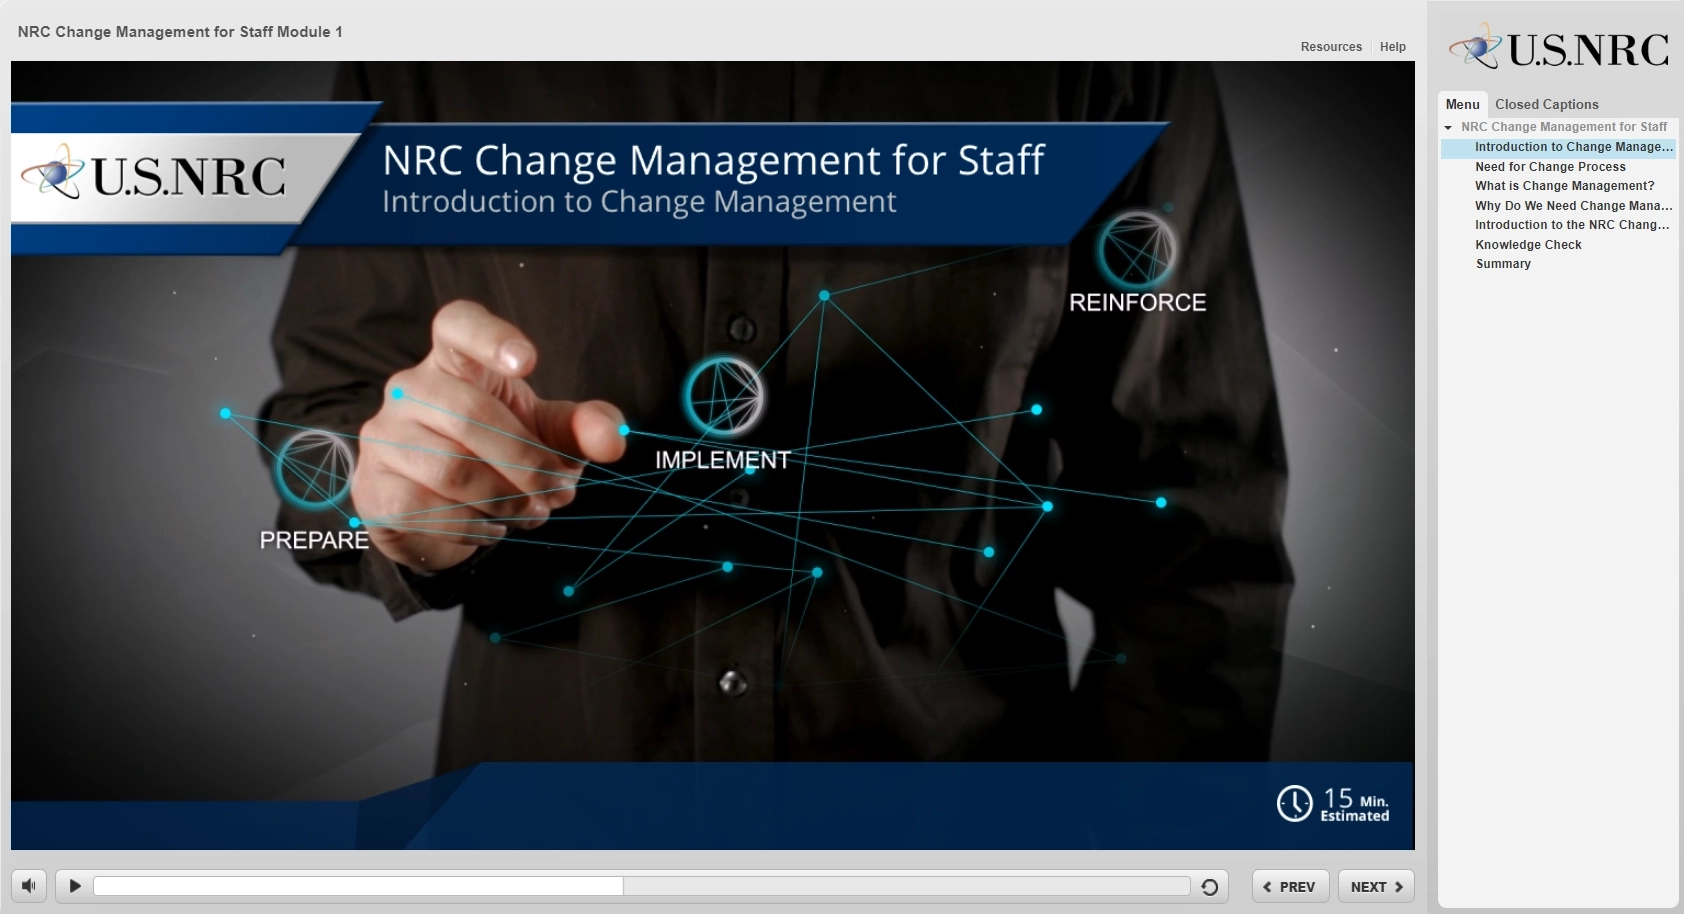 NRC Change Management for Staff Module 1
Resources
Help
U.S.NRC
NRC Change Management for Staff
Introduction to Change Management
REINFORCE
IMPLEMENT
PREPARE
15 Min.
Estimated
PREV
NEXT
U.S.NRC
Menu
Closed Captions
NRC Change Management for Staff
Introduction to Change Manage...
Need for Change Process
What is Change Management?
Why Do We Need Change Mana...
Introduction to the NRC Chang...
Knowledge Check
Summary